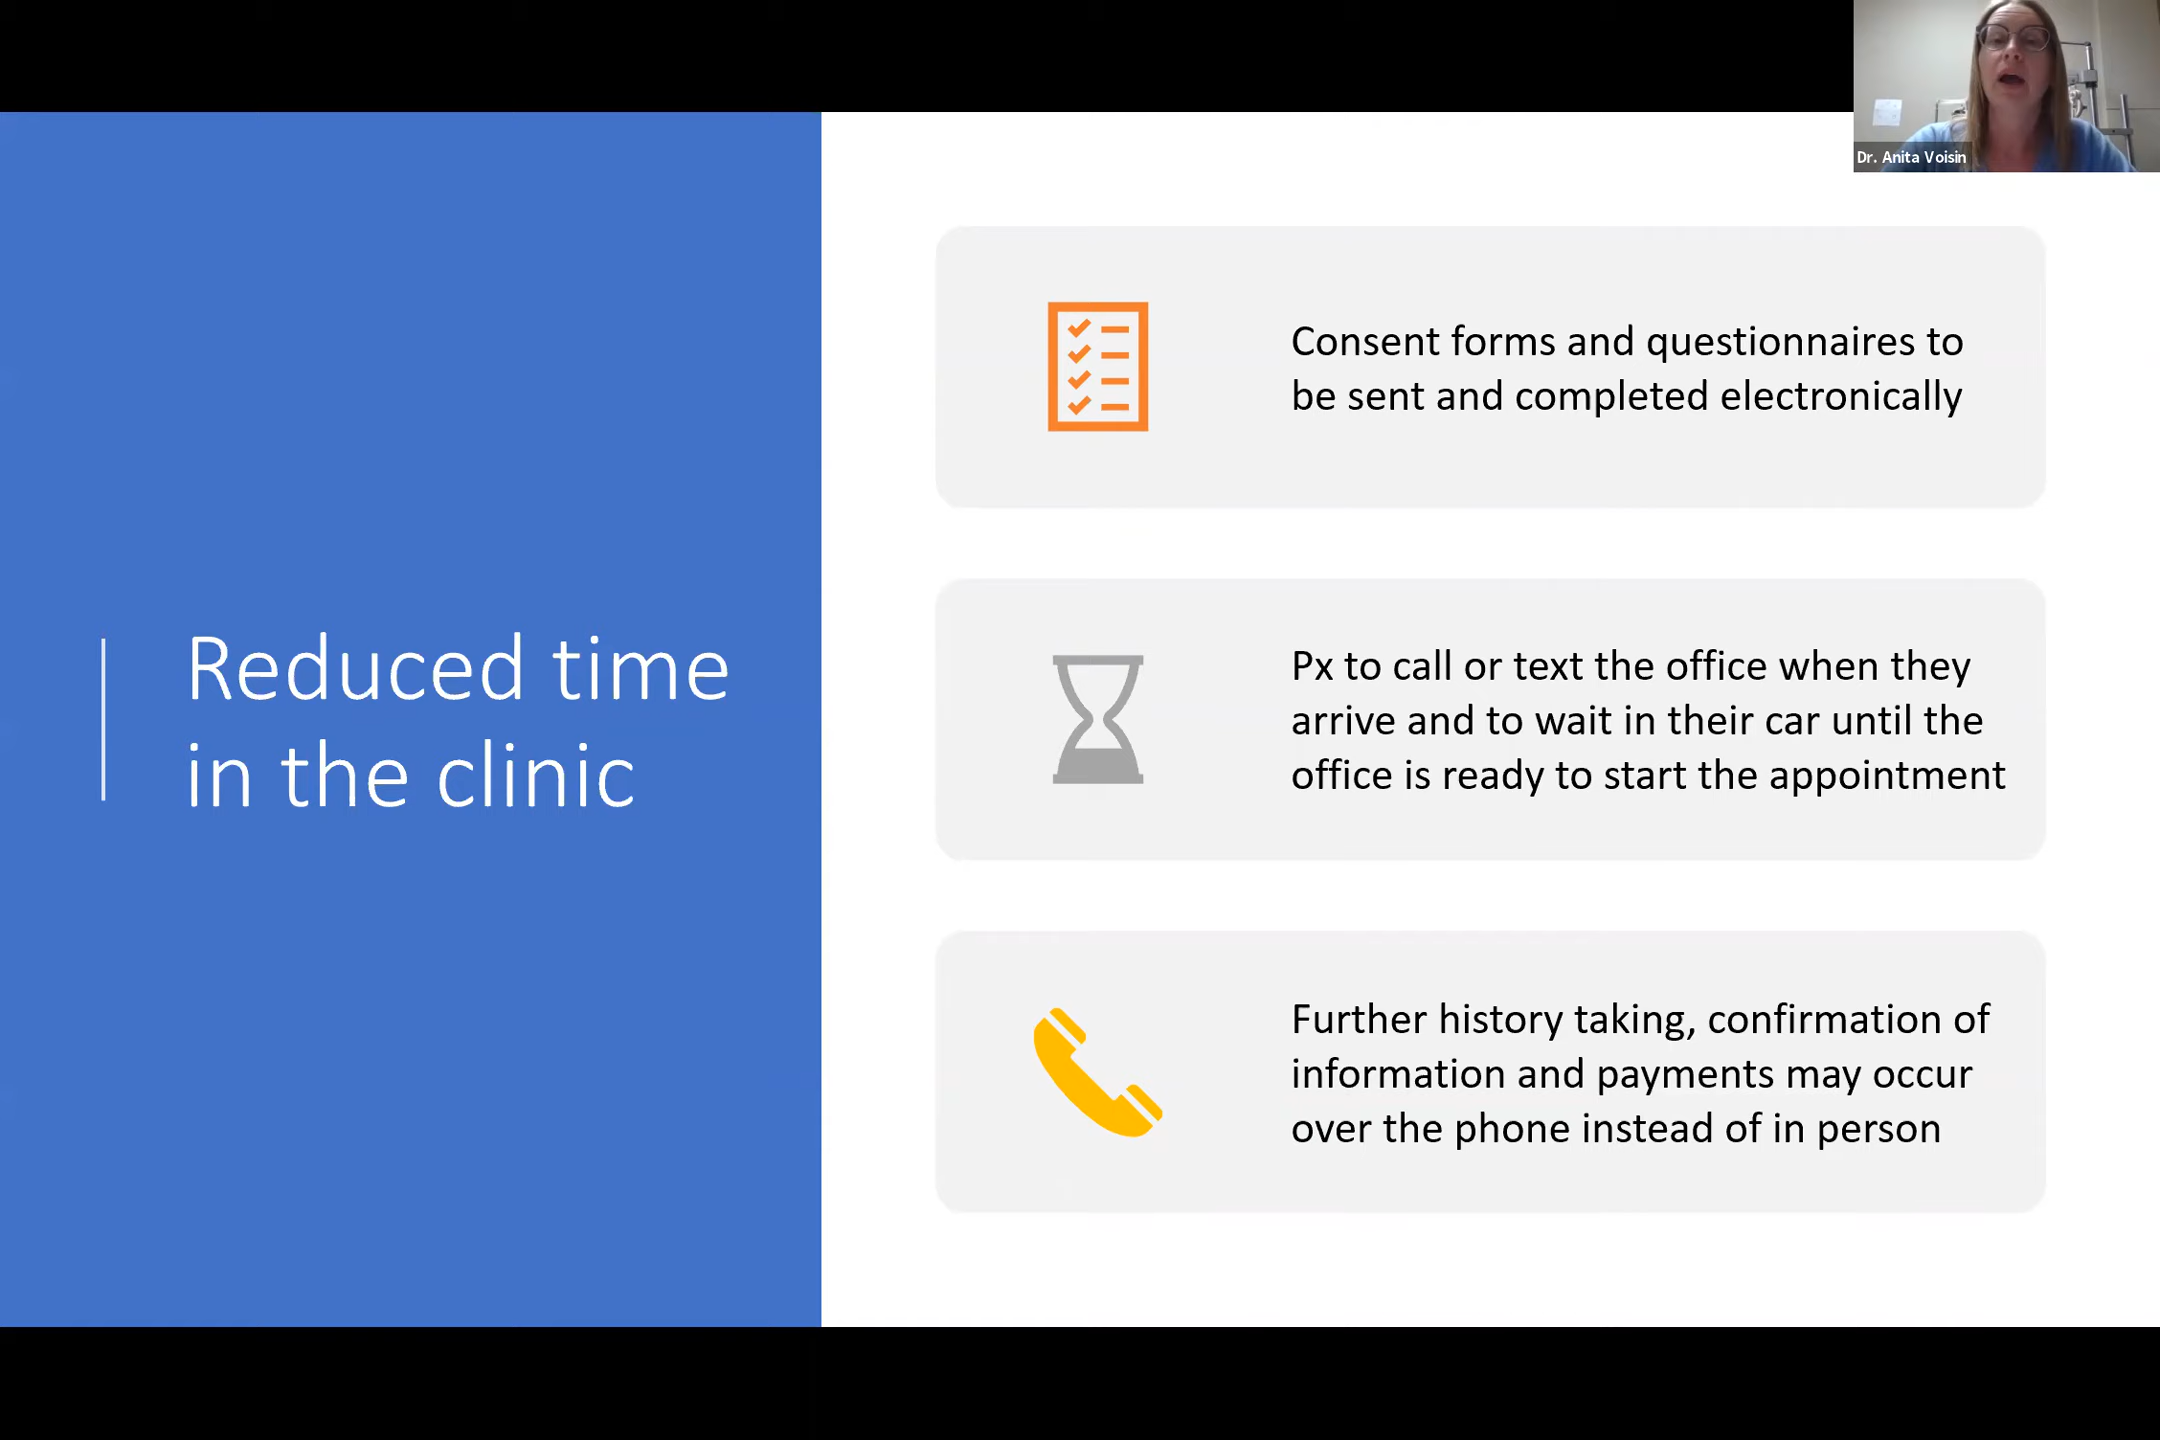 Dr. Anita Voisin
Reduced time
in the clinic
Consent forms and questionnaires to
be sent and completed electronically
Px to call or text the office when they
arrive and to wait in their car until the
office is ready to start the appointment
Further history taking, confirmation of
information and payments may occur
over the phone instead of in person